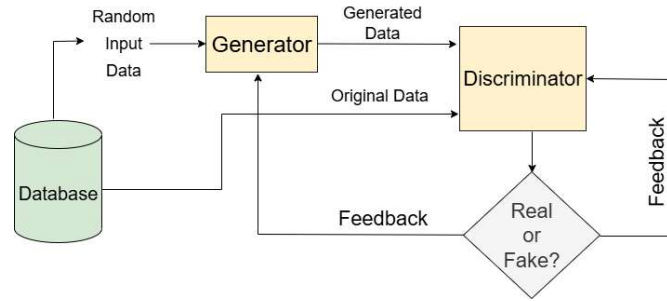 Random
Input
Data
Generator
Generated
Data
Discriminator
Original Data
Database
Feedback
Real
or
Fake?
Feedback